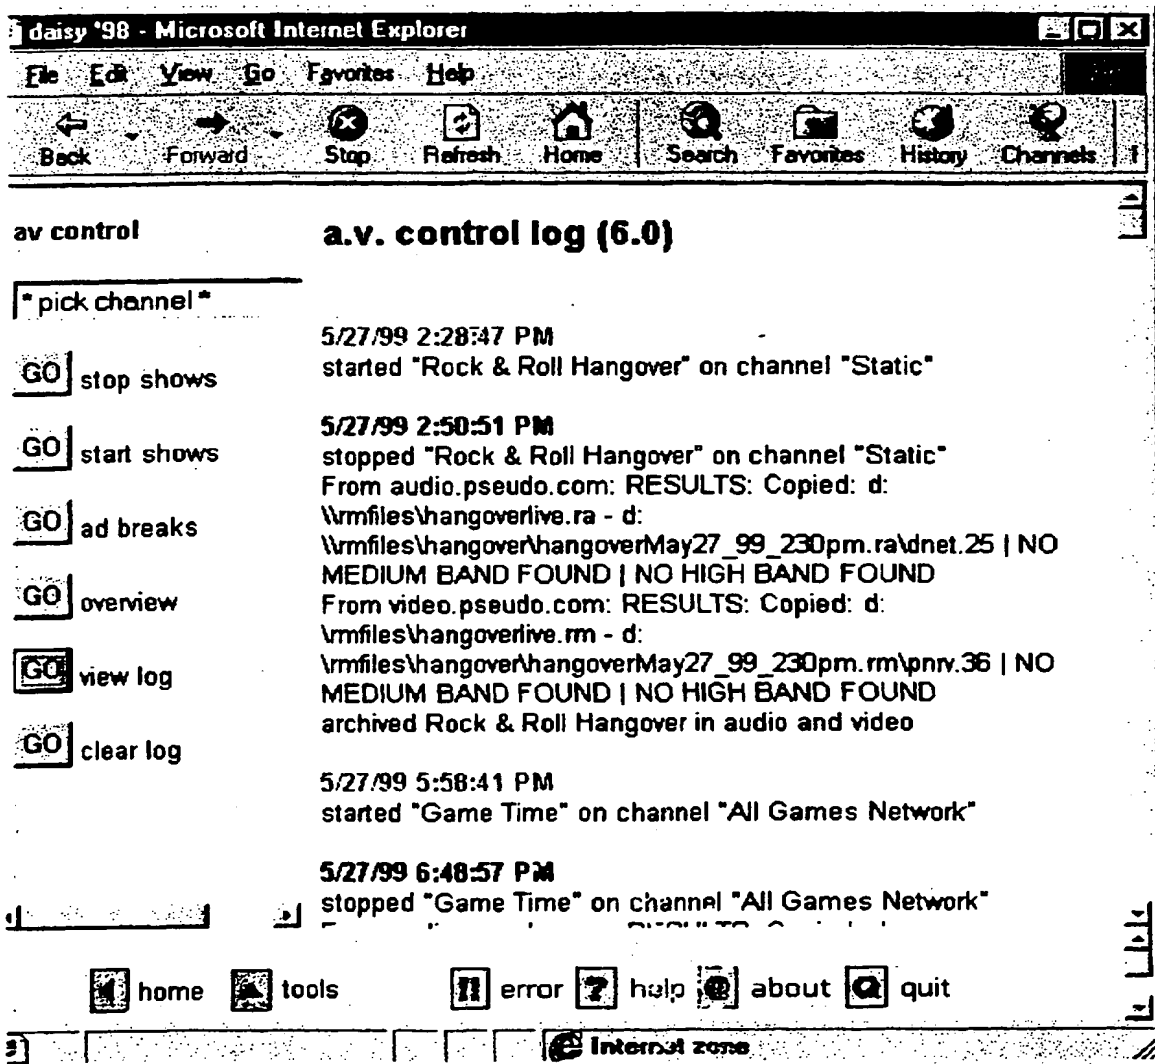 daisy '98 - Microsoft Internet Explorer
File Edit View Go Favorites Help
Back Forward Stop Refresh Home Search Favorites History Channels
av control
a.v. control log (6.0)
* pick channel *
GO stop shows
GO start shows
GO ad breaks
GO overview
GO view log
GO clear log
5/27/99 2:28:47 PM
started "Rock & Roll Hangover" on channel "Static"
5/27/99 2:50:51 PM
stopped "Rock & Roll Hangover" on channel "Static"
From audio.pseudo.com: RESULTS: Copied: d:
\\rmfiles\hangoverlive.ra - d:
\\rmfiles\hangover\hangoverMay27_99_230pm.ra\dnet.25 | NO
MEDIUM BAND FOUND | NO HIGH BAND FOUND
From video.pseudo.com: RESULTS: Copied: d:
\rmfiles\hangoverlive.rm - d:
\rmfiles\hangover\hangoverMay27_99_230pm.rm\pnrv.36 | NO
MEDIUM BAND FOUND | NO HIGH BAND FOUND
archived Rock & Roll Hangover in audio and video
5/27/99 5:58:41 PM
started "Game Time" on channel "All Games Network"
5/27/99 6:48:57 PM
stopped "Game Time" on channel "All Games Network"
home tools !! error ? help @ about Q quit
Internet zone